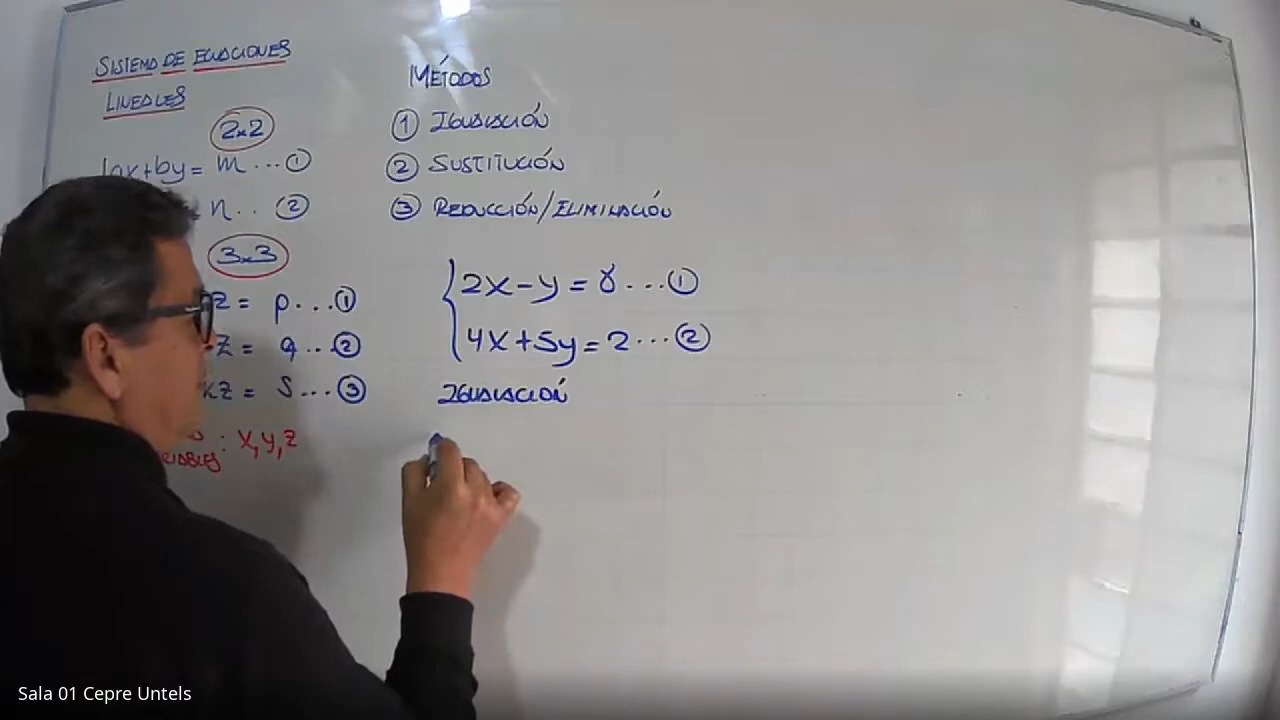 SISTEMA DE ECUACIONES
LINEALES
2x2
ax+by = m ... ①
n .. ②
3x3
z = p ... ①
z = q ... ②
kz = s ... ③
: x, y, z
MÉTODOS
① IGUALACIÓN
② SUSTITUCIÓN
③ REDUCCIÓN/ELIMINACIÓN
2x - y = 8 ... ①
4x + 5y = 2 ... ②
IGUALACIÓN
Sala 01 Cepre Untels